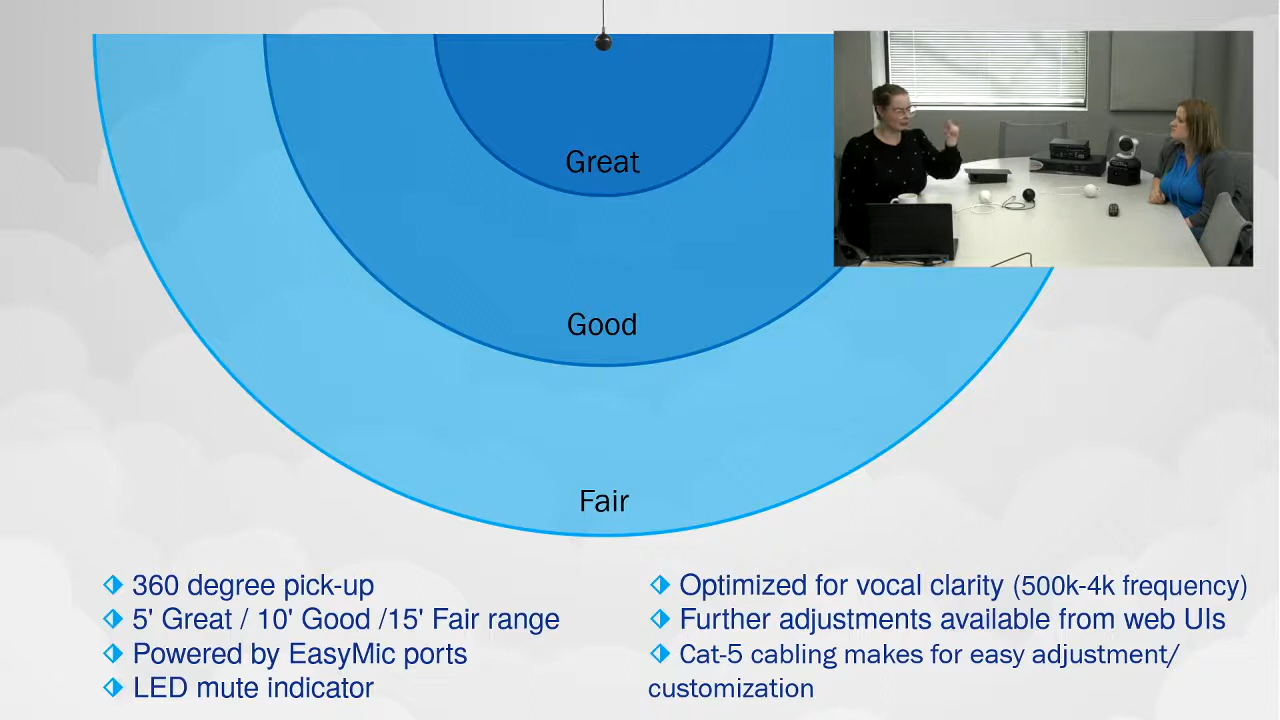 Great
Good
Fair
360 degree pick-up
5' Great / 10' Good /15' Fair range
Powered by EasyMic ports
LED mute indicator
Optimized for vocal clarity (500k-4k frequency)
Further adjustments available from web UIs
Cat-5 cabling makes for easy adjustment/
customization